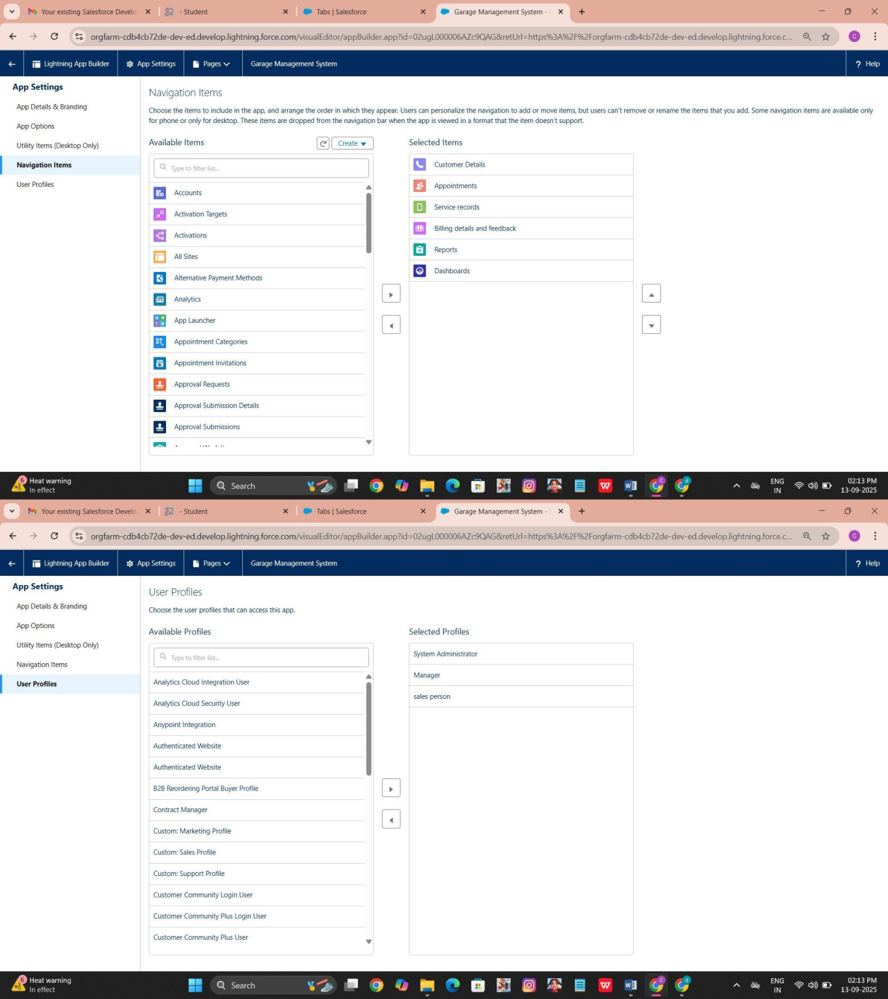 Your existing Salesforce Develo
- Student
Tabs | Salesforce
Garage Management System -
orgfarm-cdb4cb72de-dev-ed.develop.lightning.force.com/visualEditor/appBuilder.app?id=02ugL000006AZc9QAG&retUrl=https%3A%2F%2Forgfarm-cdb4cb72de-dev-ed.develop.lightning.force.c...
C
Lightning App Builder
App Settings
Pages
Garage Management System
? Help
App Settings
App Details & Branding
App Options
Utility Items (Desktop Only)
Navigation Items
User Profiles
Navigation Items
Choose the items to include in the app, and arrange the order in which they appear. Users can personalize the navigation to add or move items, but users can't remove or rename the items that you add. Some navigation items are available only
for phone or only for desktop. These items are dropped from the navigation bar when the app is viewed in a format that the item doesn't support.
Available Items
Create
Type to filter list...
Accounts
Activation Targets
Activations
All Sites
Alternative Payment Methods
Analytics
App Launcher
Appointment Categories
Appointment Invitations
Approval Requests
Approval Submission Details
Approval Submissions
Selected Items
Customer Details
Appointments
Service records
Billing details and feedback
Reports
Dashboards
6
Heat warning
In effect
Search
ENG
IN
02:13 PM
13-09-2025
Your existing Salesforce Develo
- Student
Tabs | Salesforce
Garage Management System -
orgfarm-cdb4cb72de-dev-ed.develop.lightning.force.com/visualEditor/appBuilder.app?id=02ugL000006AZc9QAG&retUrl=https%3A%2F%2Forgfarm-cdb4cb72de-dev-ed.develop.lightning.force.c...
C
Lightning App Builder
App Settings
Pages
Garage Management System
? Help
App Settings
App Details & Branding
App Options
Utility Items (Desktop Only)
Navigation Items
User Profiles
User Profiles
Choose the user profiles that can access this app.
Available Profiles
Type to filter list...
Analytics Cloud Integration User
Analytics Cloud Security User
Anypoint Integration
Authenticated Website
Authenticated Website
B2B Reordering Portal Buyer Profile
Contract Manager
Custom: Marketing Profile
Custom: Sales Profile
Custom: Support Profile
Customer Community Login User
Customer Community Plus Login User
Customer Community Plus User
Selected Profiles
System Administrator
Manager
sales person
6
Heat warning
In effect
Search
ENG
IN
02:13 PM
13-09-2025